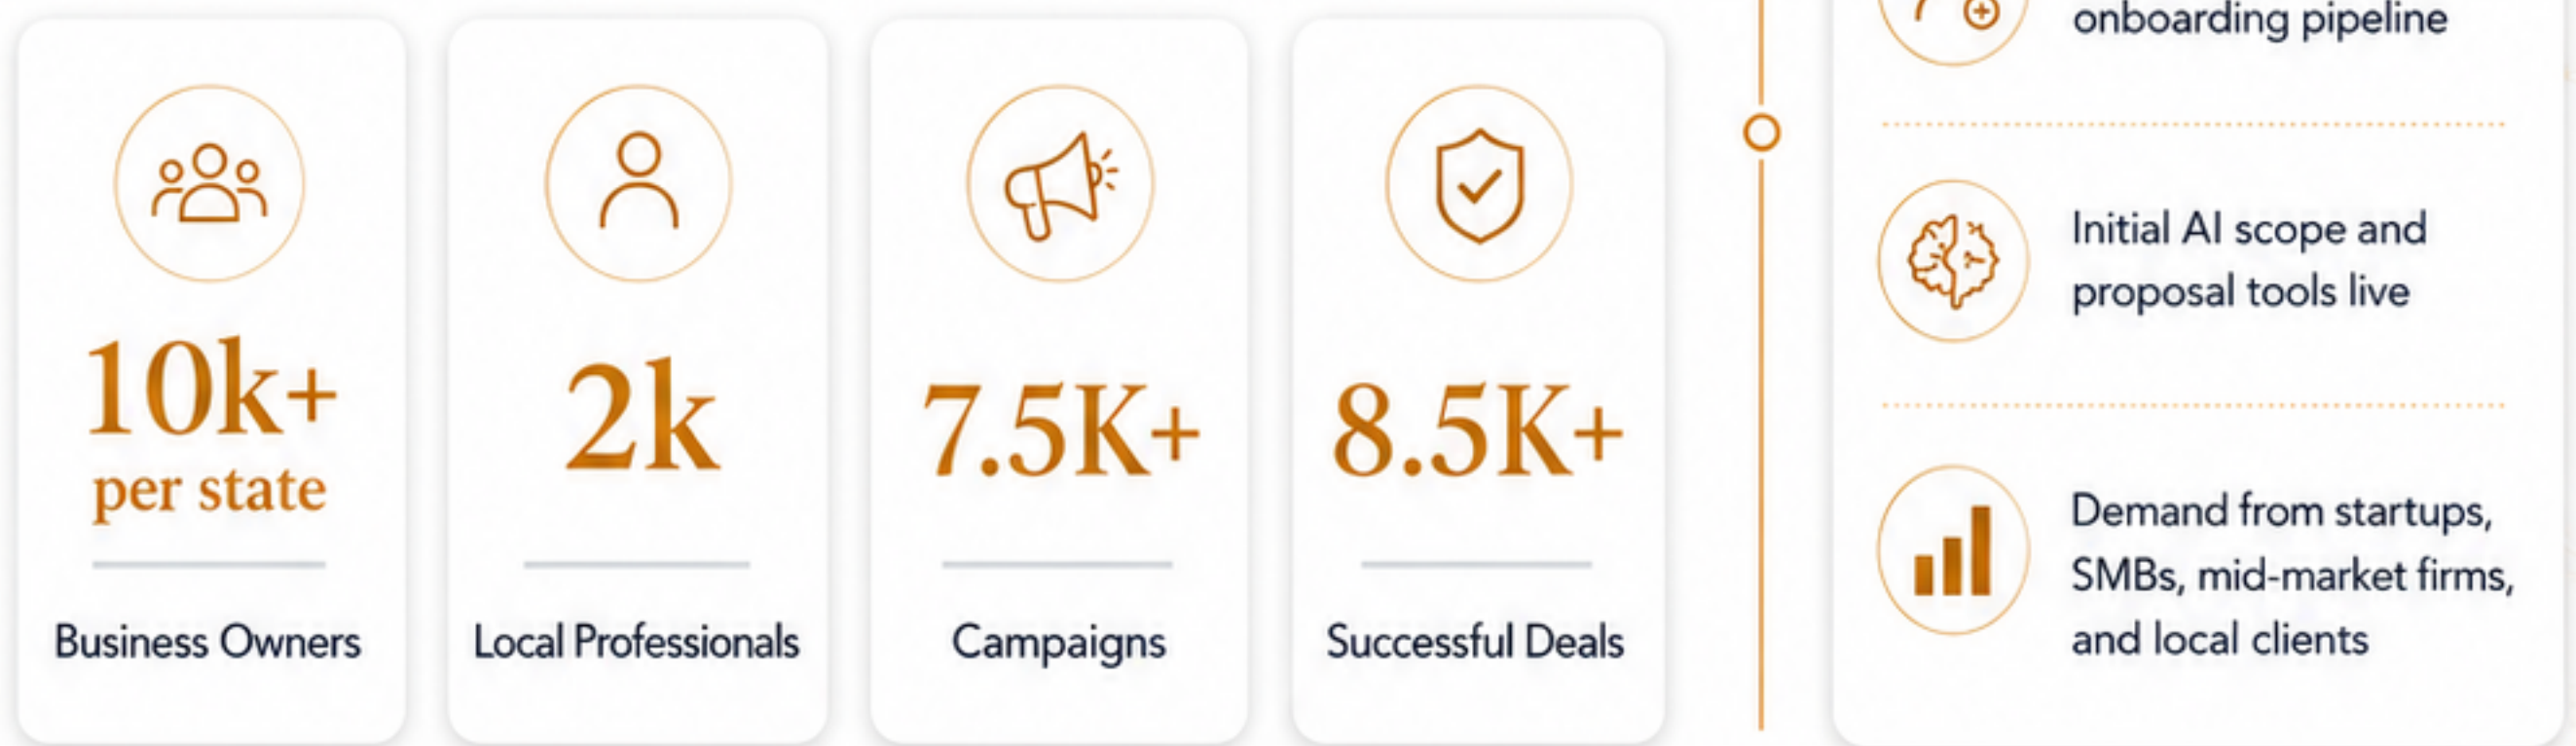 10k+
per state
Business Owners
2k
Local Professionals
7.5K+
Campaigns
8.5K+
Successful Deals
onboarding pipeline
Initial AI scope and
proposal tools live
Demand from startups,
SMBs, mid-market firms,
and local clients